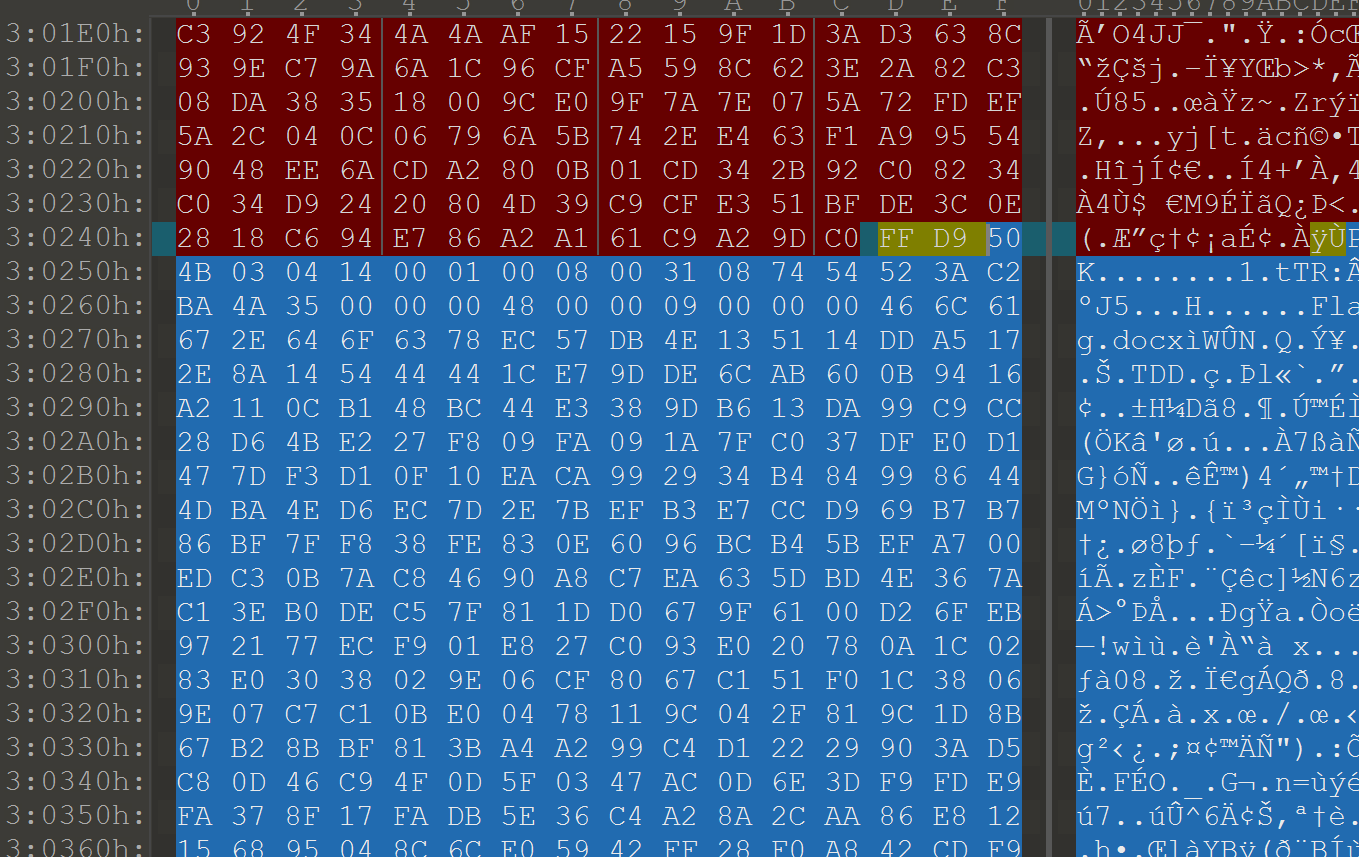 0 1 2 3 4 5 6 7 8 9 A B C D E F 0123456789ABCDEF
3:01E0h: C3 92 4F 34 4A 4A AF 15 22 15 9F 1D 3A D3 63 8C Ã’O4JJ¯.".Ÿ.:ÓcŒ
3:01F0h: 93 9E C7 9A 6A 1C 96 CF A5 59 8C 62 3E 2A 82 C3 “žÇšj.–Ï¥YŒb>*‚Ã
3:0200h: 08 DA 38 35 18 00 9C E0 9F 7A 7E 07 5A 72 FD EF .Ú85..œàŸz~.Zrýï
3:0210h: 5A 2C 04 0C 06 79 6A 5B 74 2E E4 63 F1 A9 95 54 Z,...yj[t.äcñ©•T
3:0220h: 90 48 EE 6A CD A2 80 0B 01 CD 34 2B 92 C0 82 34 .HîjÍ¢€..Í4+’À‚4
3:0230h: C0 34 D9 24 20 80 4D 39 C9 CF E3 51 BF DE 3C 0E À4Ù$ €M9ÉÏãQ¿Þ<.
3:0240h: 28 18 C6 94 E7 86 A2 A1 61 C9 A2 9D C0 FF D9 50 (.Æ”ç†¢¡aÉ¢.ÀÿÙP
3:0250h: 4B 03 04 14 00 01 00 08 00 31 08 74 54 52 3A C2 K........1.tTR:Â
3:0260h: BA 4A 35 00 00 00 48 00 00 09 00 00 00 46 6C 61 ºJ5...H......Fla
3:0270h: 67 2E 64 6F 63 78 EC 57 DB 4E 13 51 14 DD A5 17 g.docxìWÛN.Q.Ý¥.
3:0280h: 2E 8A 14 54 44 44 1C E7 9D DE 6C AB 60 0B 94 16 .Š.TDD.ç.Þl«`.”.
3:0290h: A2 11 0C B1 48 BC 44 E3 38 9D B6 13 DA 99 C9 CC ¢..±H¼Dã8.¶.Ú™ÉÌ
3:02A0h: 28 D6 4B E2 27 F8 09 FA 09 1A 7F C0 37 DF E0 D1 (ÖKâ'ø.ú...À7ßàÑ
3:02B0h: 47 7D F3 D1 0F 10 EA CA 99 29 34 B4 84 99 86 44 G}óÑ..êÊ™)4´„™†D
3:02C0h: 4D BA 4E D6 EC 7D 2E 7B EF B3 E7 CC D9 69 B7 B7 MºNÖì}.{ï³çÌÙi··
3:02D0h: 86 BF 7F F8 38 FE 83 0E 60 96 BC B4 5B EF A7 00 †¿.ø8þƒ.`–¼´[ï§.
3:02E0h: ED C3 0B 7A C8 46 90 A8 C7 EA 63 5D BD 4E 36 7A íÃ.zÈF.¨Çêc]½N6z
3:02F0h: C1 3E B0 DE C5 7F 81 1D D0 67 9F 61 00 D2 6F EB Á>°ÞÅ...ÐgŸa.Òoë
3:0300h: 97 21 77 EC F9 01 E8 27 C0 93 E0 20 78 0A 1C 02 —!wìù.è'À“à x...
3:0310h: 83 E0 30 38 02 9E 06 CF 80 67 C1 51 F0 1C 38 06 ƒà08.ž.Ï€gÁQð.8.
3:0320h: 9E 07 C7 C1 0B E0 04 78 11 9C 04 2F 81 9C 1D 8B ž.ÇÁ.à.x.œ./.œ.‹
3:0330h: 67 B2 8B BF 81 3B A4 A2 99 C4 D1 22 29 90 3A D5 g²‹¿.;¤¢™ÄÑ").:Õ
3:0340h: C8 0D 46 C9 4F 0D 5F 03 47 AC 0D 6E 3D F9 FD E9 È.FÉO._.G¬.n=ùýé
3:0350h: FA 37 8F 17 FA DB 5E 36 C4 A2 8A 2C AA 86 E8 12 ú7..úÛ^6Ä¢Š,ª†è.
3:0360h: 15 68 95 04 8C 6C E0 59 42 FF 28 F0 A8 42 CD F9 .h•.ŒlàYBÿ(ð¨BÍù